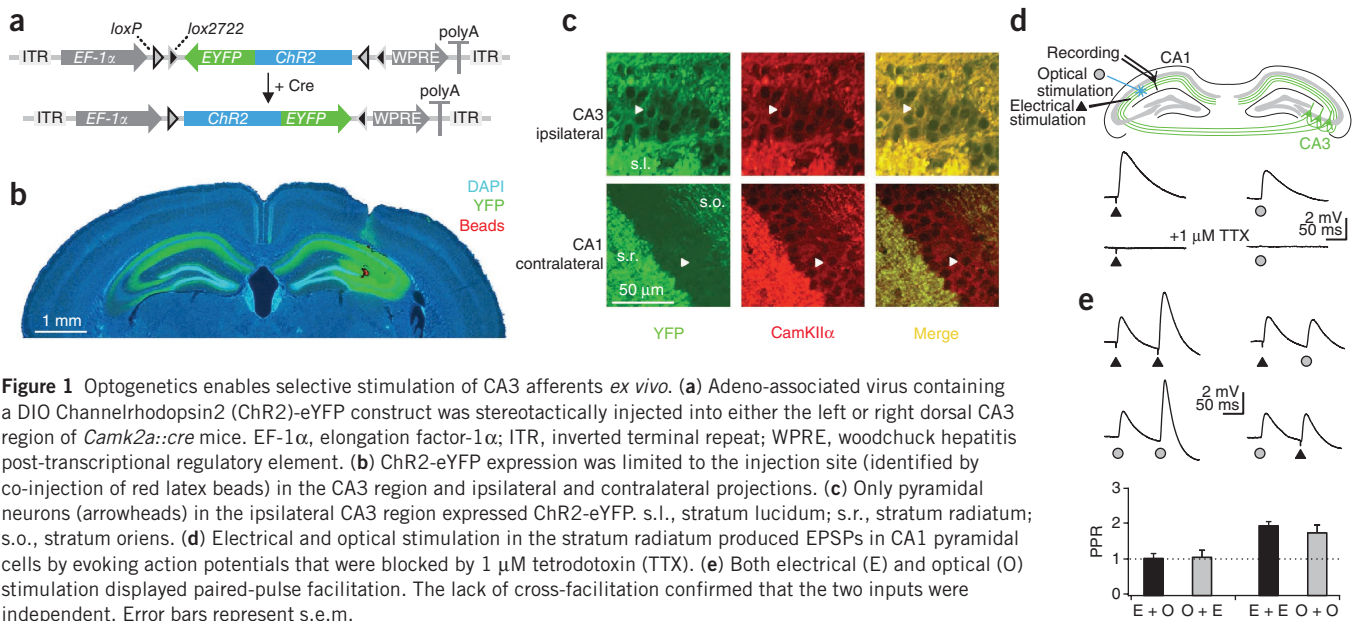 a
loxP
lox2722
polyA
ITR EF-1α EYFP ChR2 WPRE ITR
+ Cre
polyA
ITR EF-1α ChR2 EYFP WPRE ITR
b
DAPI
YFP
Beads
1 mm
c
CA3
ipsilateral
s.l.
CA1
contralateral
s.o.
s.r.
50 μm
YFP CamKIIα Merge
d
Recording
CA1
Optical
stimulation
Electrical
stimulation
CA3
2 mV
50 ms
+1 μM TTX
e
2 mV
50 ms
3
2
1
0
PPR
E + O O + E E + E O + O
Figure 1 Optogenetics enables selective stimulation of CA3 afferents ex vivo. (a) Adeno-associated virus containing
a DIO Channelrhodopsin2 (ChR2)-eYFP construct was stereotactically injected into either the left or right dorsal CA3
region of Camk2a::cre mice. EF-1α, elongation factor-1α; ITR, inverted terminal repeat; WPRE, woodchuck hepatitis
post-transcriptional regulatory element. (b) ChR2-eYFP expression was limited to the injection site (identified by
co-injection of red latex beads) in the CA3 region and ipsilateral and contralateral projections. (c) Only pyramidal
neurons (arrowheads) in the ipsilateral CA3 region expressed ChR2-eYFP. s.l., stratum lucidum; s.r., stratum radiatum;
s.o., stratum oriens. (d) Electrical and optical stimulation in the stratum radiatum produced EPSPs in CA1 pyramidal
cells by evoking action potentials that were blocked by 1 μM tetrodotoxin (TTX). (e) Both electrical (E) and optical (O)
stimulation displayed paired-pulse facilitation. The lack of cross-facilitation confirmed that the two inputs were
independent. Error bars represent s.e.m.